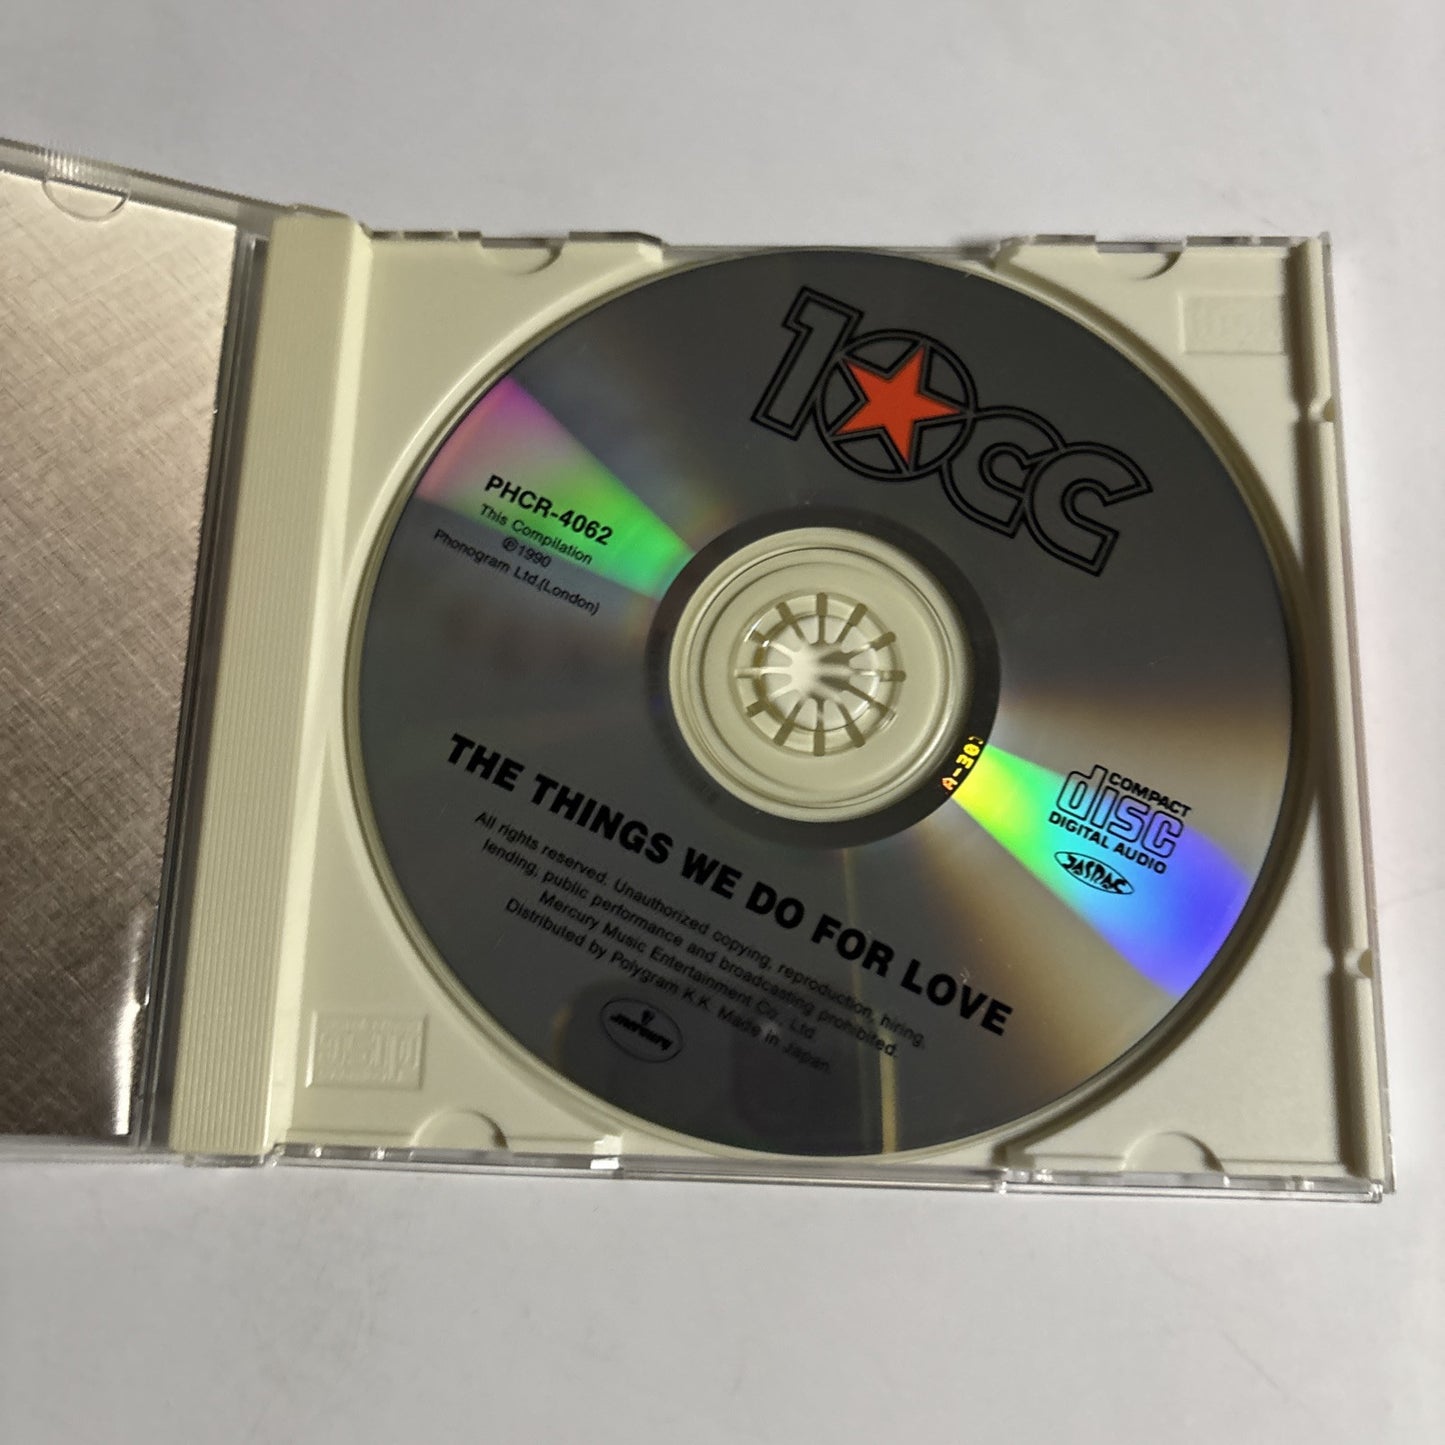 10cc
PHCR-4062
This Compilation
℗1990
Phonogram Ltd.(London)
COMPACT
disc
DIGITAL AUDIO
JASRAC
THE THINGS WE DO FOR LOVE
All rights reserved. Unauthorized copying, reproduction, hiring,
lending, public performance and broadcasting prohibited.
Mercury Music Entertainment Co., Ltd.
Distributed by Polygram K.K. Made in Japan.
mercury